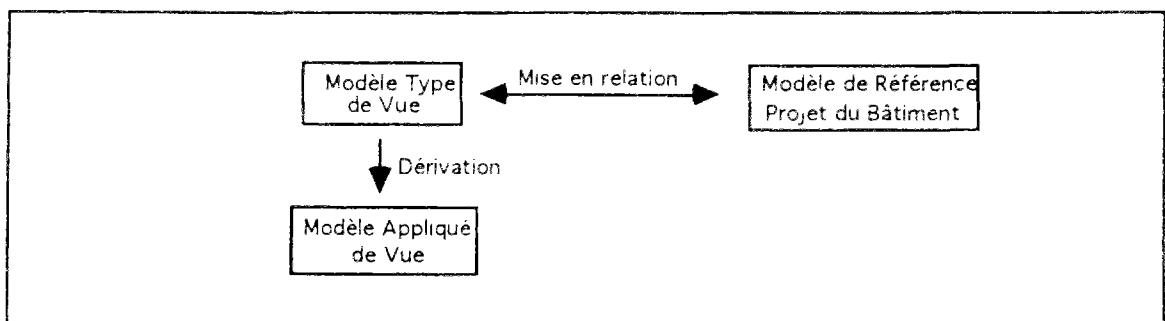 Modèle Type
de Vue
Mise en relation
Modèle de Référence
Projet du Bâtiment
Dérivation
Modèle Appliqué
de Vue